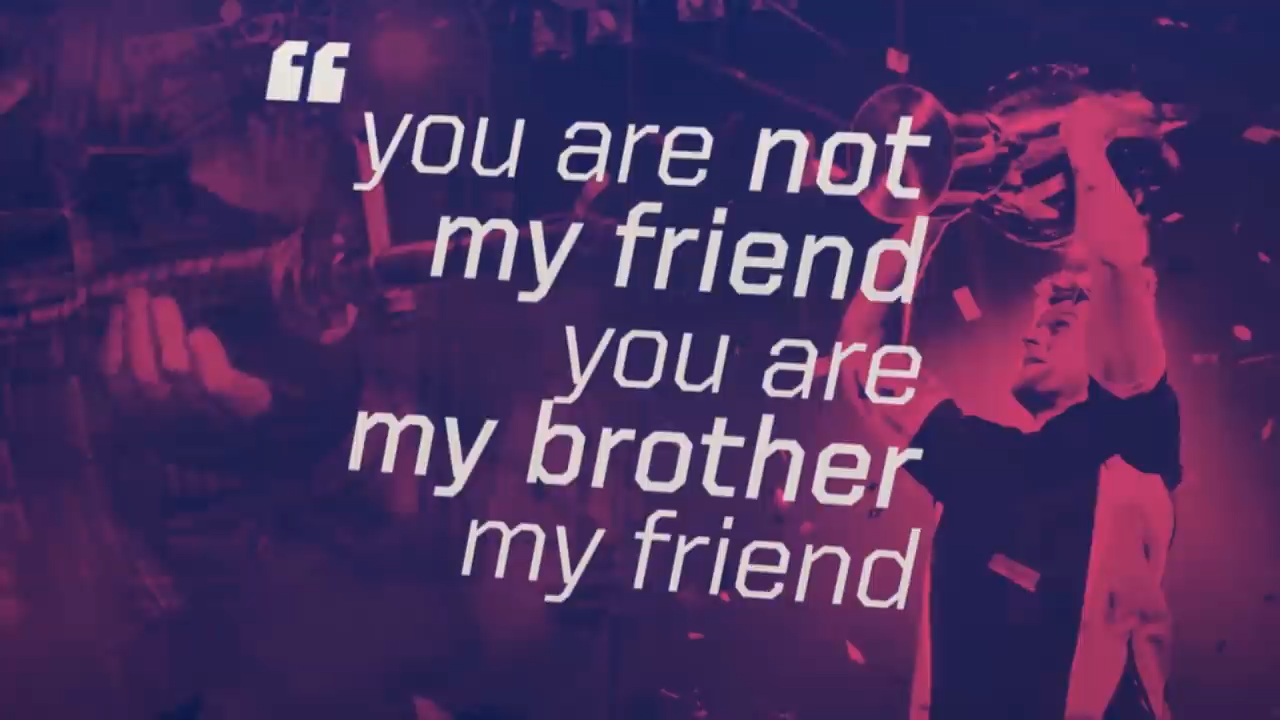 “
you are not
my friend
you are
my brother
my friend